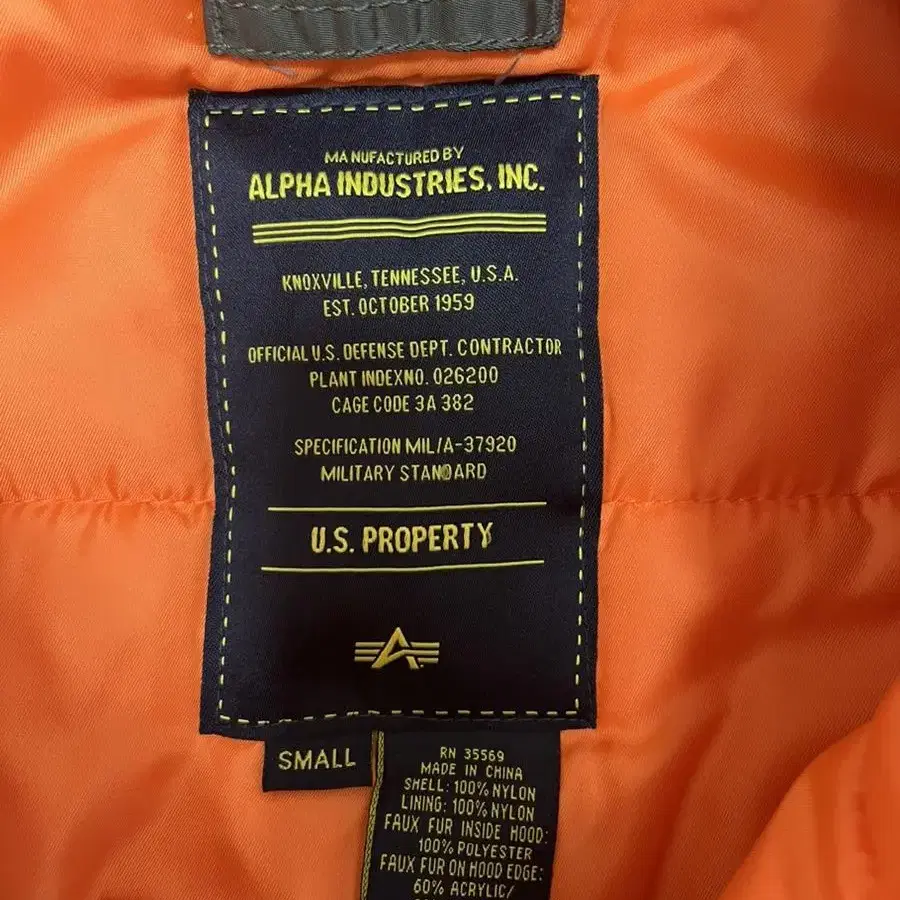 MANUFACTURED BY
ALPHA INDUSTRIES, INC.
KNOXVILLE, TENNESSEE, U.S.A.
EST. OCTOBER 1959
OFFICIAL U.S. DEFENSE DEPT. CONTRACTOR
PLANT INDEXNO. 026200
CAGE CODE 3A 382
SPECIFICATION MIL/A-37920
MILITARY STANDARD
U.S. PROPERTY
A
SMALL
RN 35569
MADE IN CHINA
SHELL: 100% NYLON
LINING: 100% NYLON
FAUX FUR INSIDE HOOD:
100% POLYESTER
FAUX FUR ON HOOD EDGE:
60% ACRYLIC/